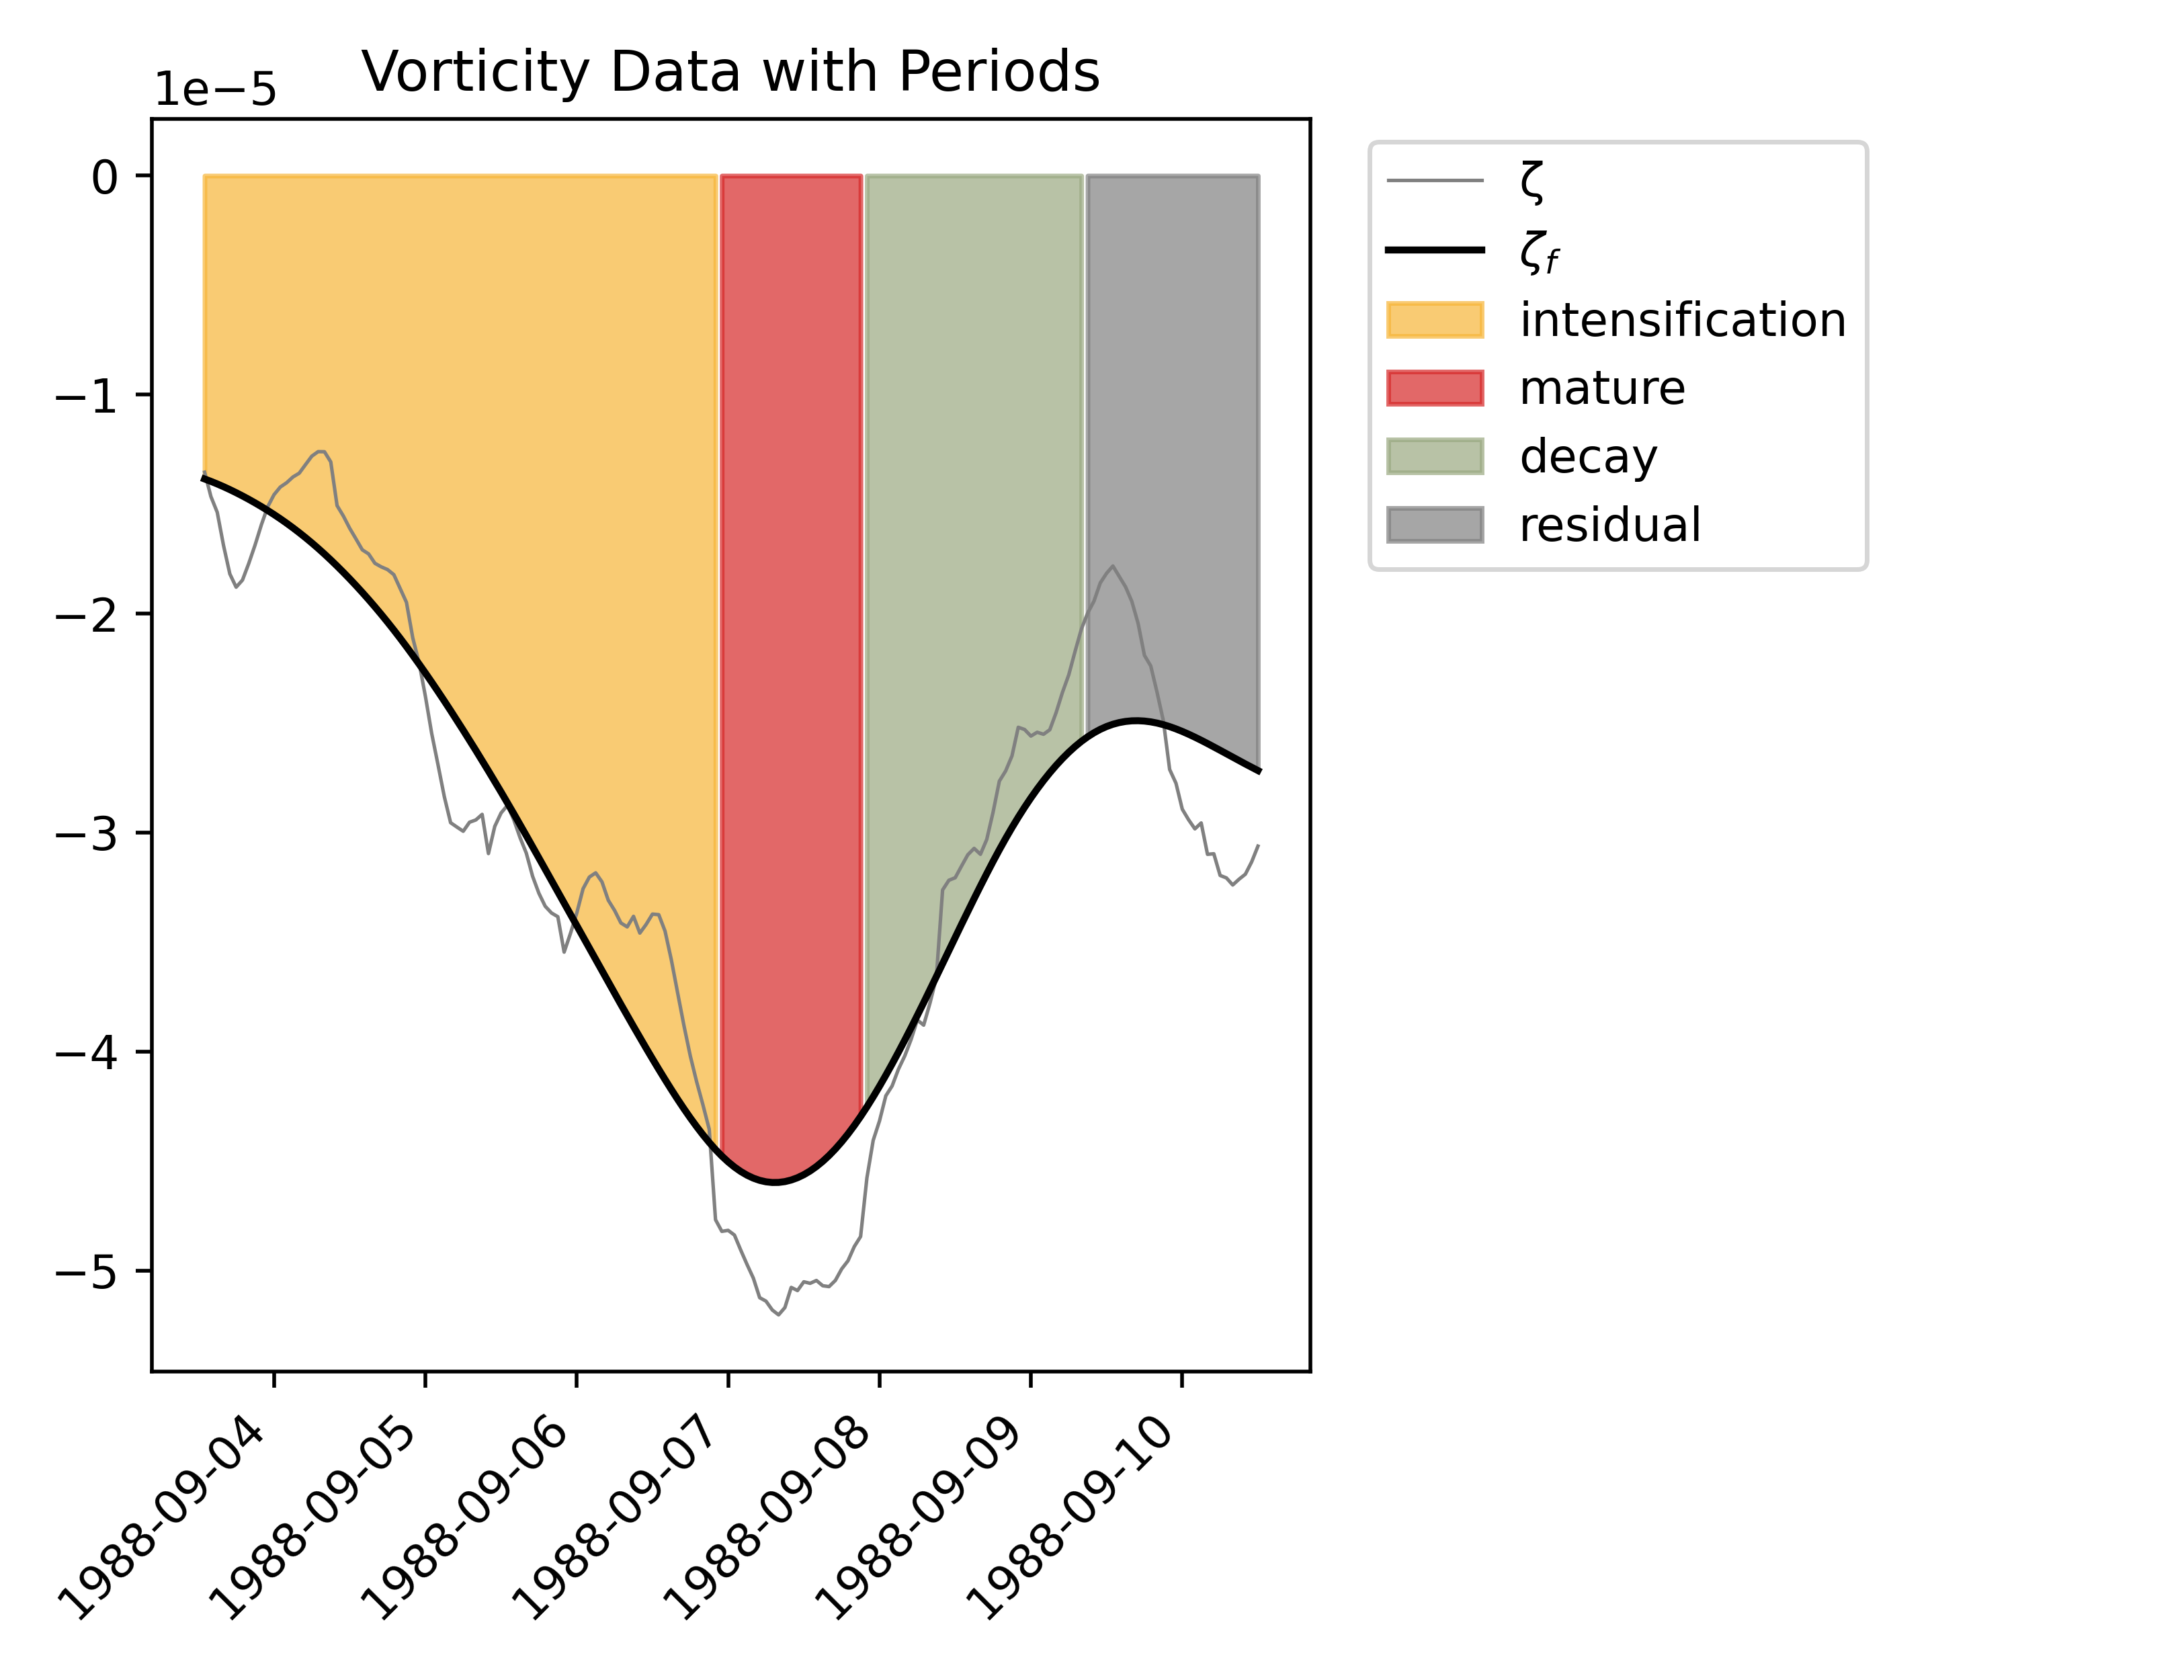 Vorticity Data with Periods
1e−5
0
−1
−2
−3
−4
−5
1988-09-04
1988-09-05
1988-09-06
1988-09-07
1988-09-08
1988-09-09
1988-09-10
ζ
ζf
intensification
mature
decay
residual